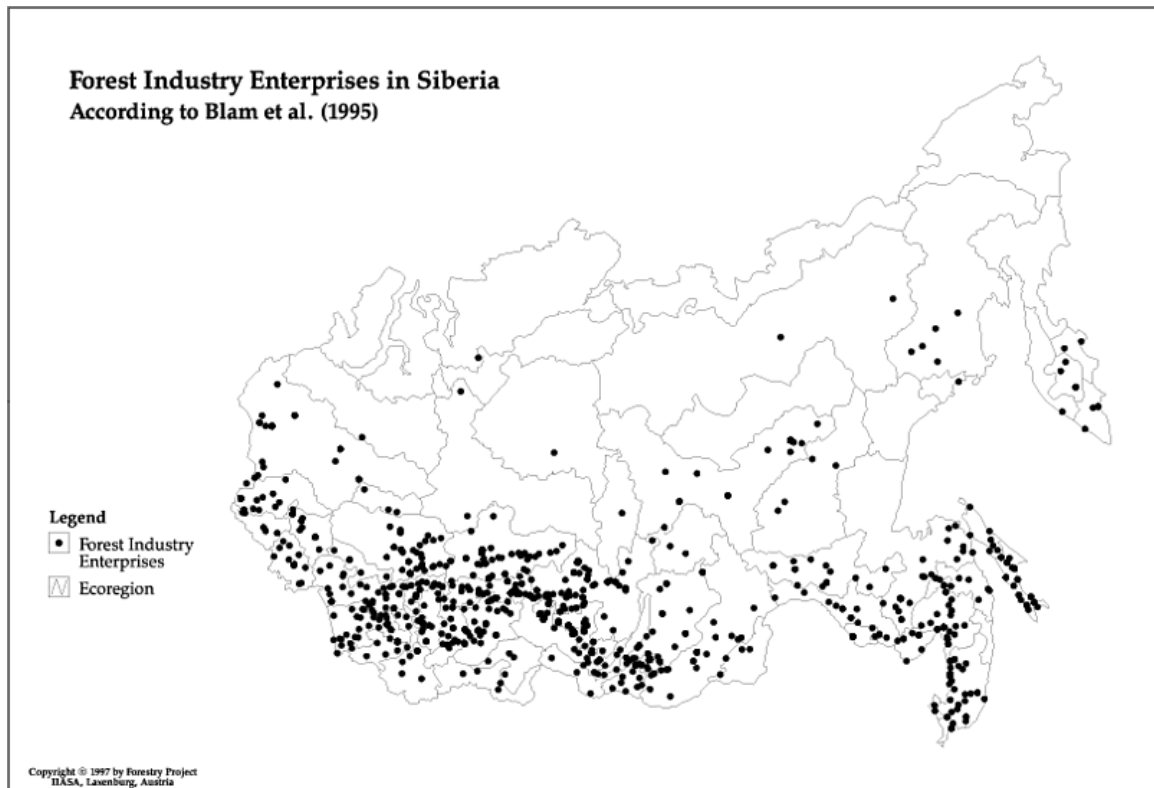 Forest Industry Enterprises in Siberia
According to Blam et al. (1995)
Legend
Forest Industry
Enterprises
Ecoregion
Copyright © 1997 by Forestry Project
IIASA, Laxenburg, Austria